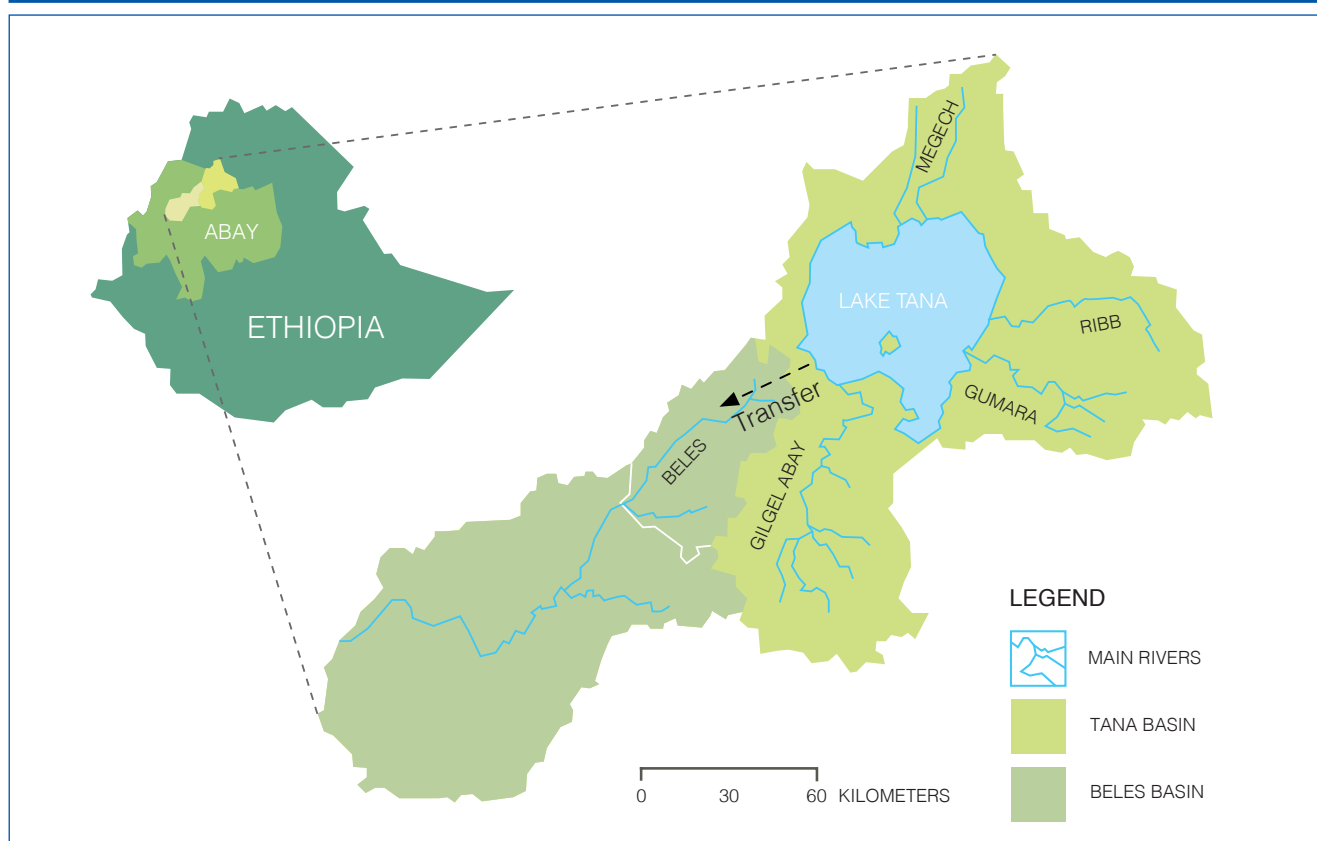 ABAY
ETHIOPIA
MEGECH
LAKE TANA
RIBB
GUMARA
Transfer
BELES
GILGEL ABAY
LEGEND
MAIN RIVERS
TANA BASIN
BELES BASIN
0 30 60 KILOMETERS